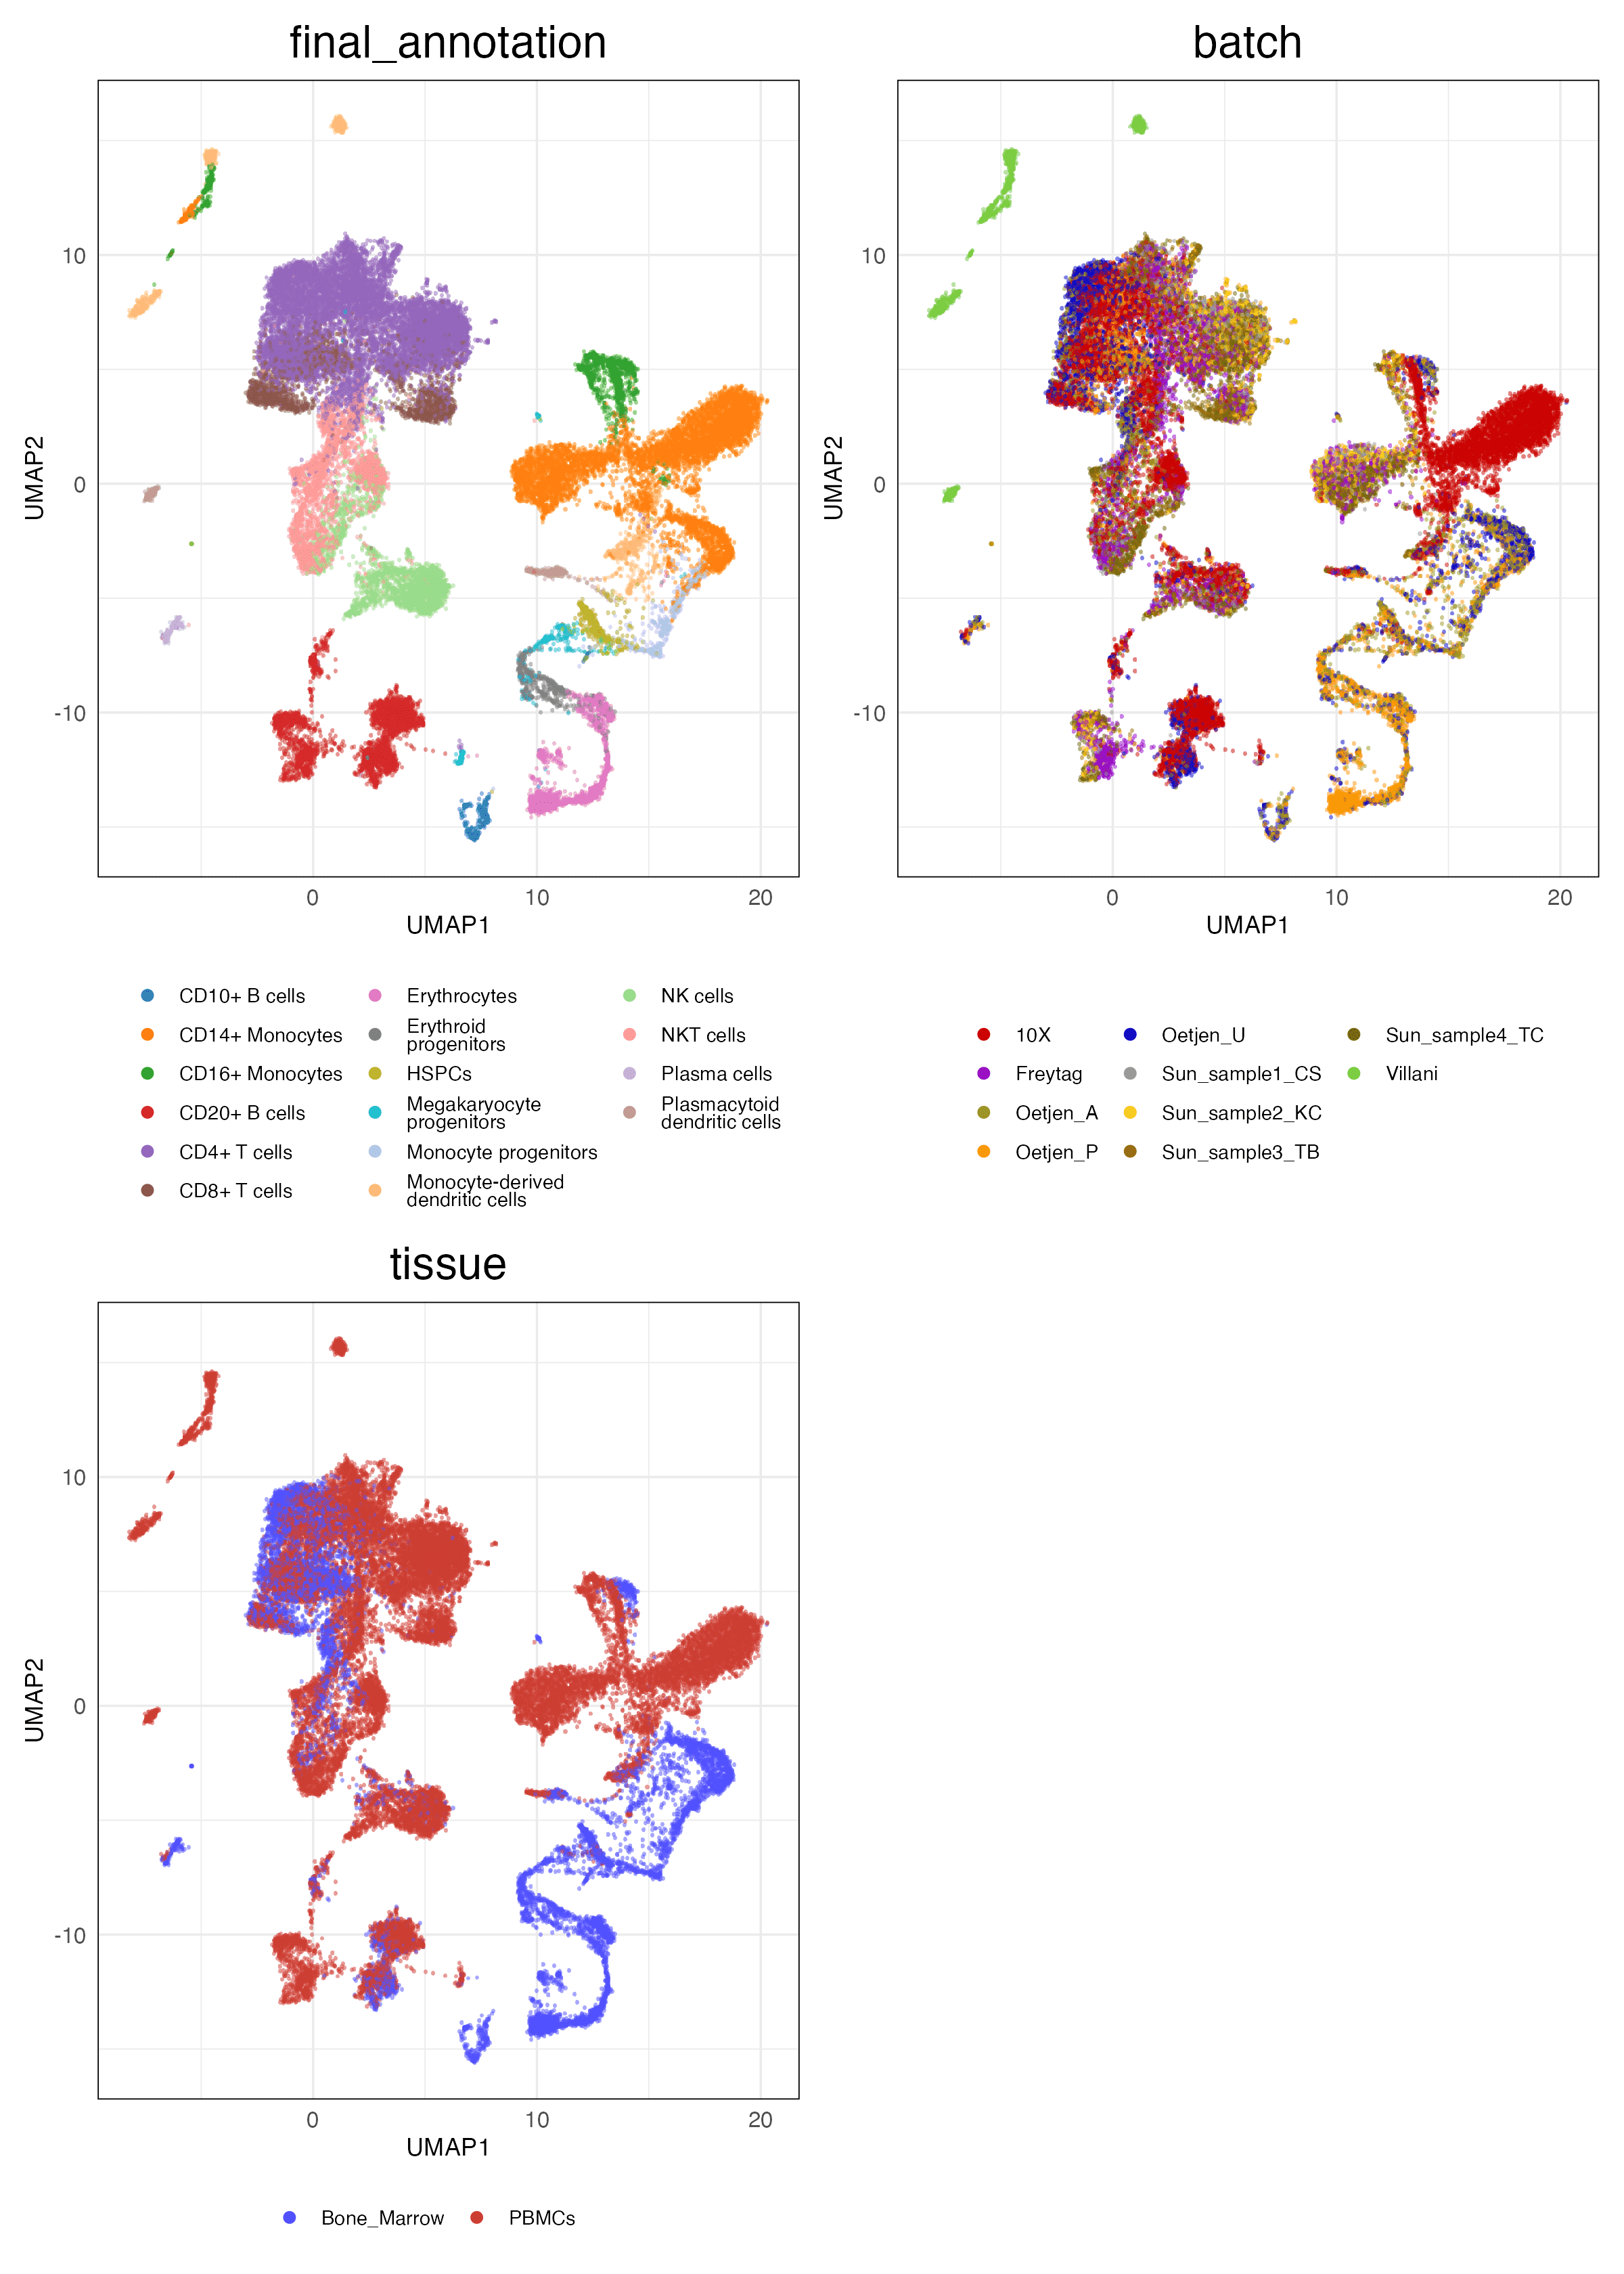 final_annotation
batch
10
0
-10
UMAP2
0
10
20
UMAP1
10
0
-10
UMAP2
0
10
20
UMAP1
CD10+ B cells
CD14+ Monocytes
CD16+ Monocytes
CD20+ B cells
CD4+ T cells
CD8+ T cells
Erythrocytes
Erythroid
progenitors
HSPCs
Megakaryocyte
progenitors
Monocyte progenitors
Monocyte-derived
dendritic cells
NK cells
NKT cells
Plasma cells
Plasmacytoid
dendritic cells
10X
Freytag
Oetjen_A
Oetjen_P
Oetjen_U
Sun_sample1_CS
Sun_sample2_KC
Sun_sample3_TB
Sun_sample4_TC
Villani
tissue
10
0
-10
UMAP2
0
10
20
UMAP1
Bone_Marrow
PBMCs